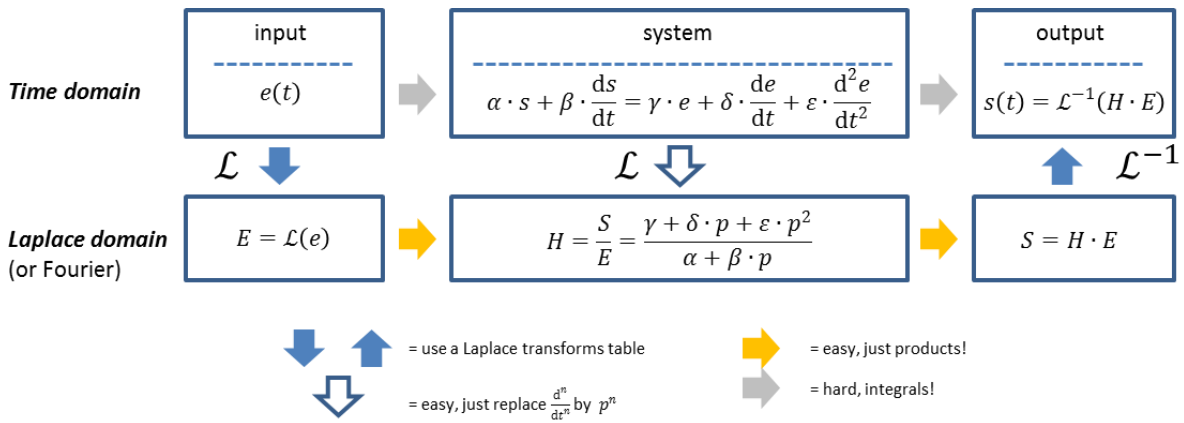 input
system
output
Time domain
e(t)
α · s + β · ds/dt = γ · e + δ · de/dt + ε · d²e/dt²
s(t) = ℒ⁻¹(H · E)
ℒ
ℒ
ℒ⁻¹
Laplace domain
(or Fourier)
E = ℒ(e)
H = S/E = (γ + δ · p + ε · p²)/(α + β · p)
S = H · E
= use a Laplace transforms table
= easy, just products!
= easy, just replace dⁿ/dtⁿ by pⁿ
= hard, integrals!